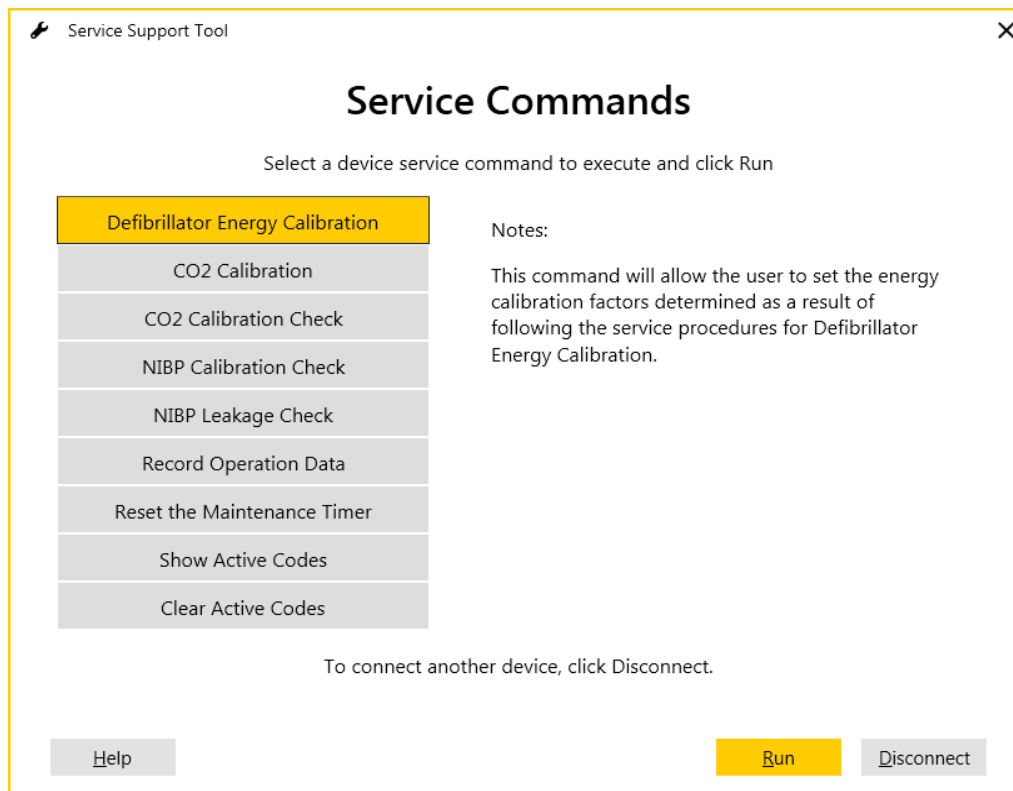 Service Support Tool
Service Commands
Select a device service command to execute and click Run
Defibrillator Energy Calibration
CO2 Calibration
CO2 Calibration Check
NIBP Calibration Check
NIBP Leakage Check
Record Operation Data
Reset the Maintenance Timer
Show Active Codes
Clear Active Codes
Notes:
This command will allow the user to set the energy
calibration factors determined as a result of
following the service procedures for Defibrillator
Energy Calibration.
To connect another device, click Disconnect.
Help
Run
Disconnect